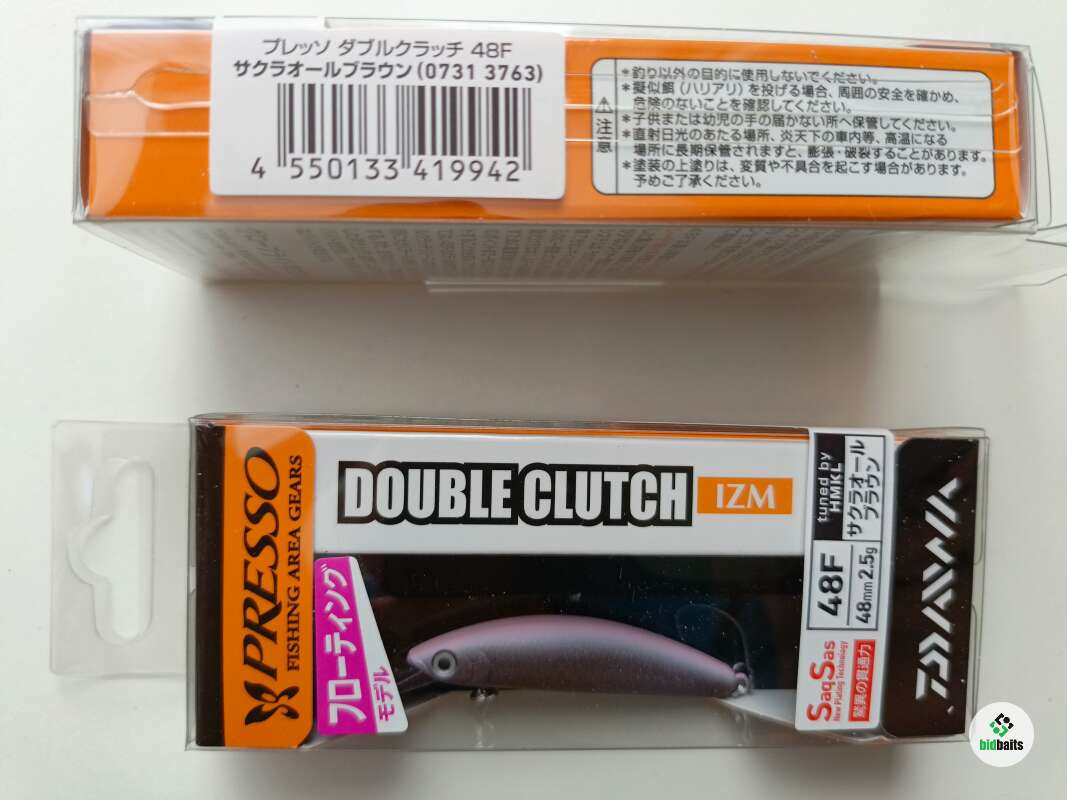 プレッソ ダブルクラッチ 48F
サクラオールブラウン(0731 3763)
4 550133 419942
⚠注意
*釣り以外の目的に使用しないでください。
*擬似餌(ハリアリ)を投げる場合、周囲の安全を確かめ、
危険のないことを確認してください。
*子供または幼児の手の届かない所へ保管してください。
*直射日光のあたる場所、炎天下の車内等、高温になる
場所に長期保管されますと、膨張・破裂することがあります。
*塗装の上塗りは、変質や不具合を起こす場合があります。
予めご了承ください。
PRESSO
FISHING AREA GEARS
DOUBLE CLUTCH IZM
フローティング
モデル
tuned by
HMKL
サクラオール
ブラウン
48F
48mm 2.5g
SaqSas
New Plating Technology
驚異の貫通力
DAIWA
bidbaits